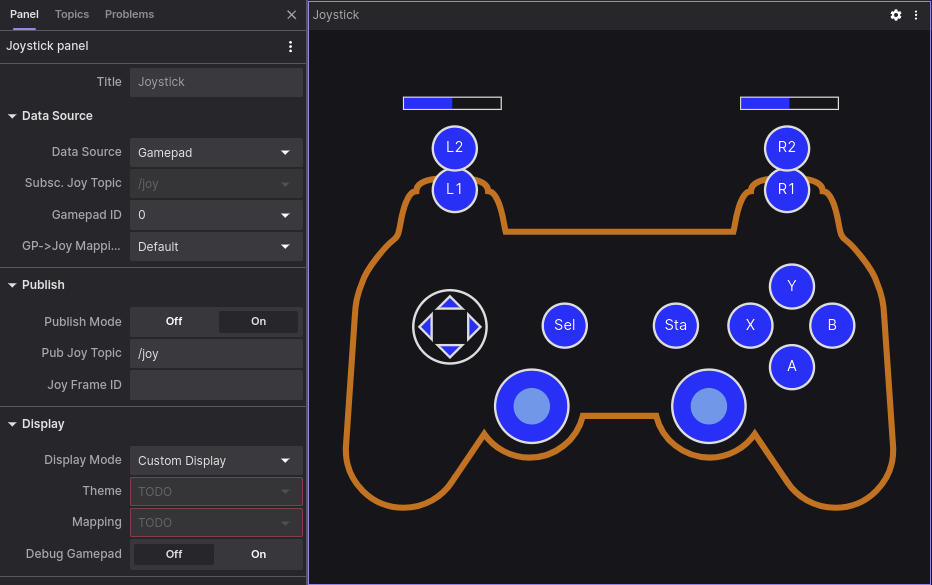 Panel Topics Problems
Joystick panel
Title Joystick
Data Source
Data Source Gamepad
Subsc. Joy Topic /joy
Gamepad ID 0
GP->Joy Mappi... Default
Publish
Publish Mode Off On
Pub Joy Topic /joy
Joy Frame ID
Display
Display Mode Custom Display
Theme TODO
Mapping TODO
Debug Gamepad Off On
Joystick
L2 R2
L1 R1
Y
Sel Sta X B
A